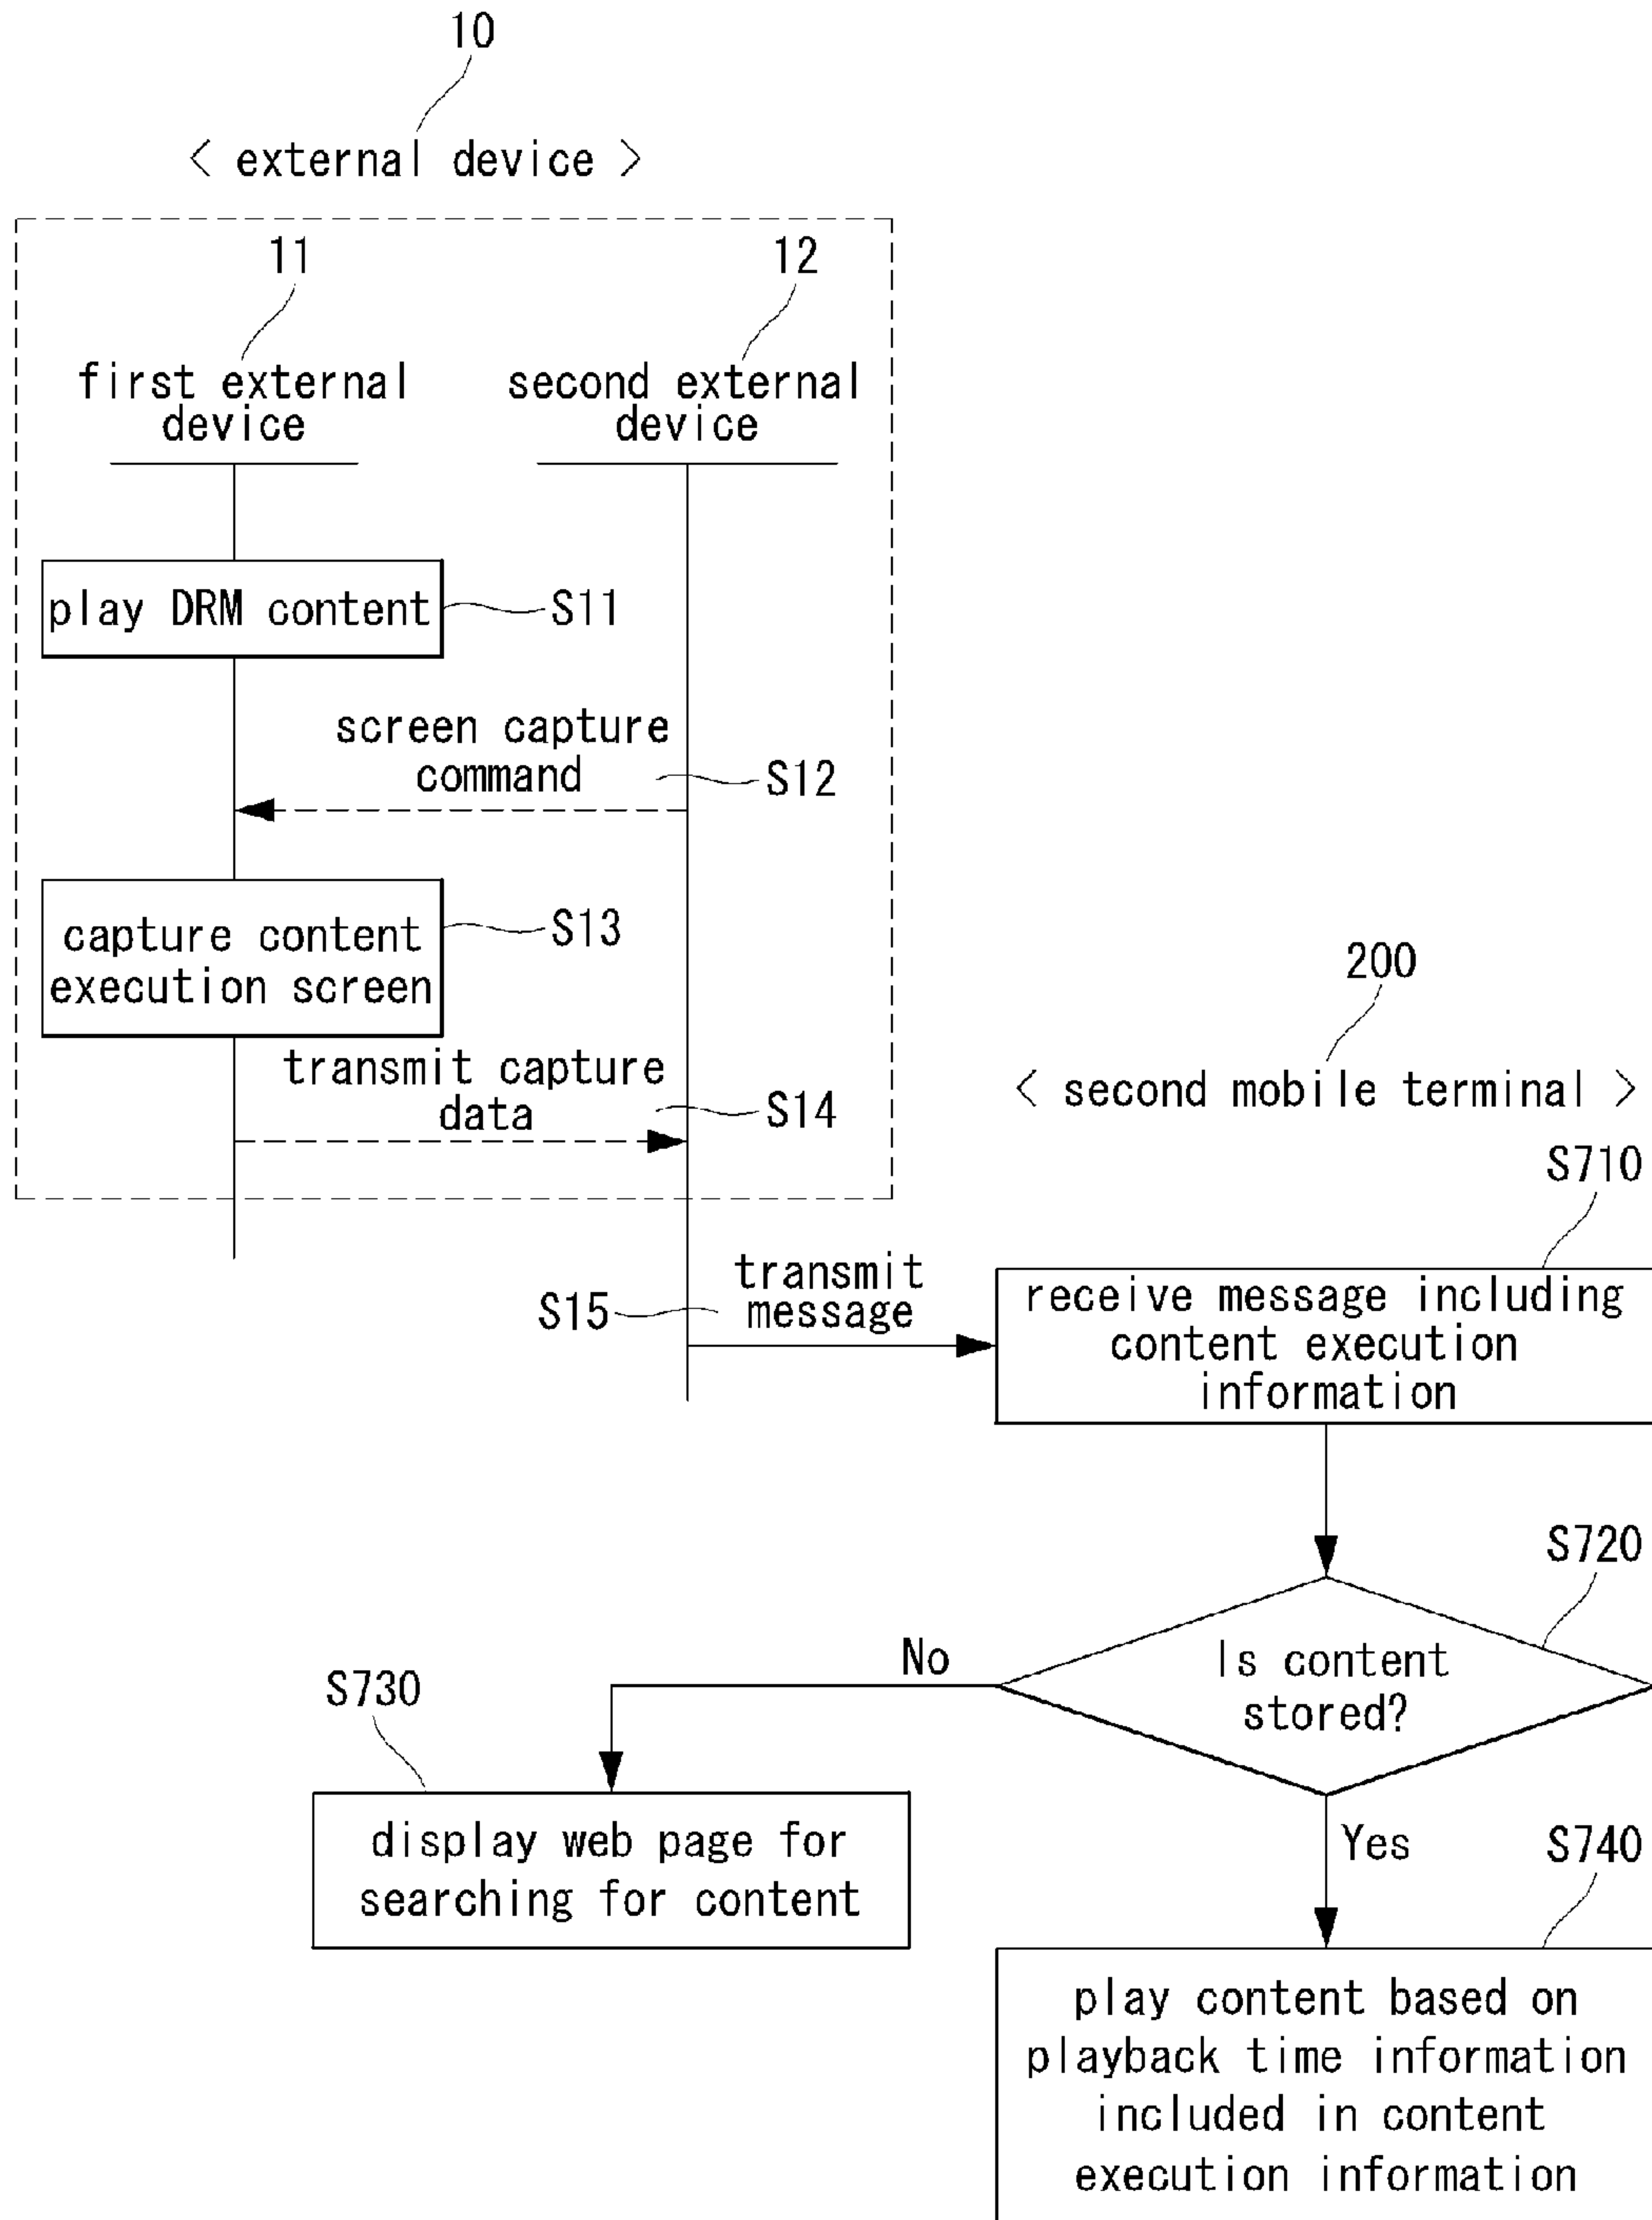 10
< external device >
11
12
first external
device
second external
device
play DRM content
S11
screen capture
command
S12
capture content
execution screen
S13
transmit capture
data
S14
200
< second mobile terminal >
S710
S15
transmit
message
receive message including
content execution
information
S720
Is content
stored?
No
S730
display web page for
searching for content
Yes
S740
play content based on
playback time information
included in content
execution information